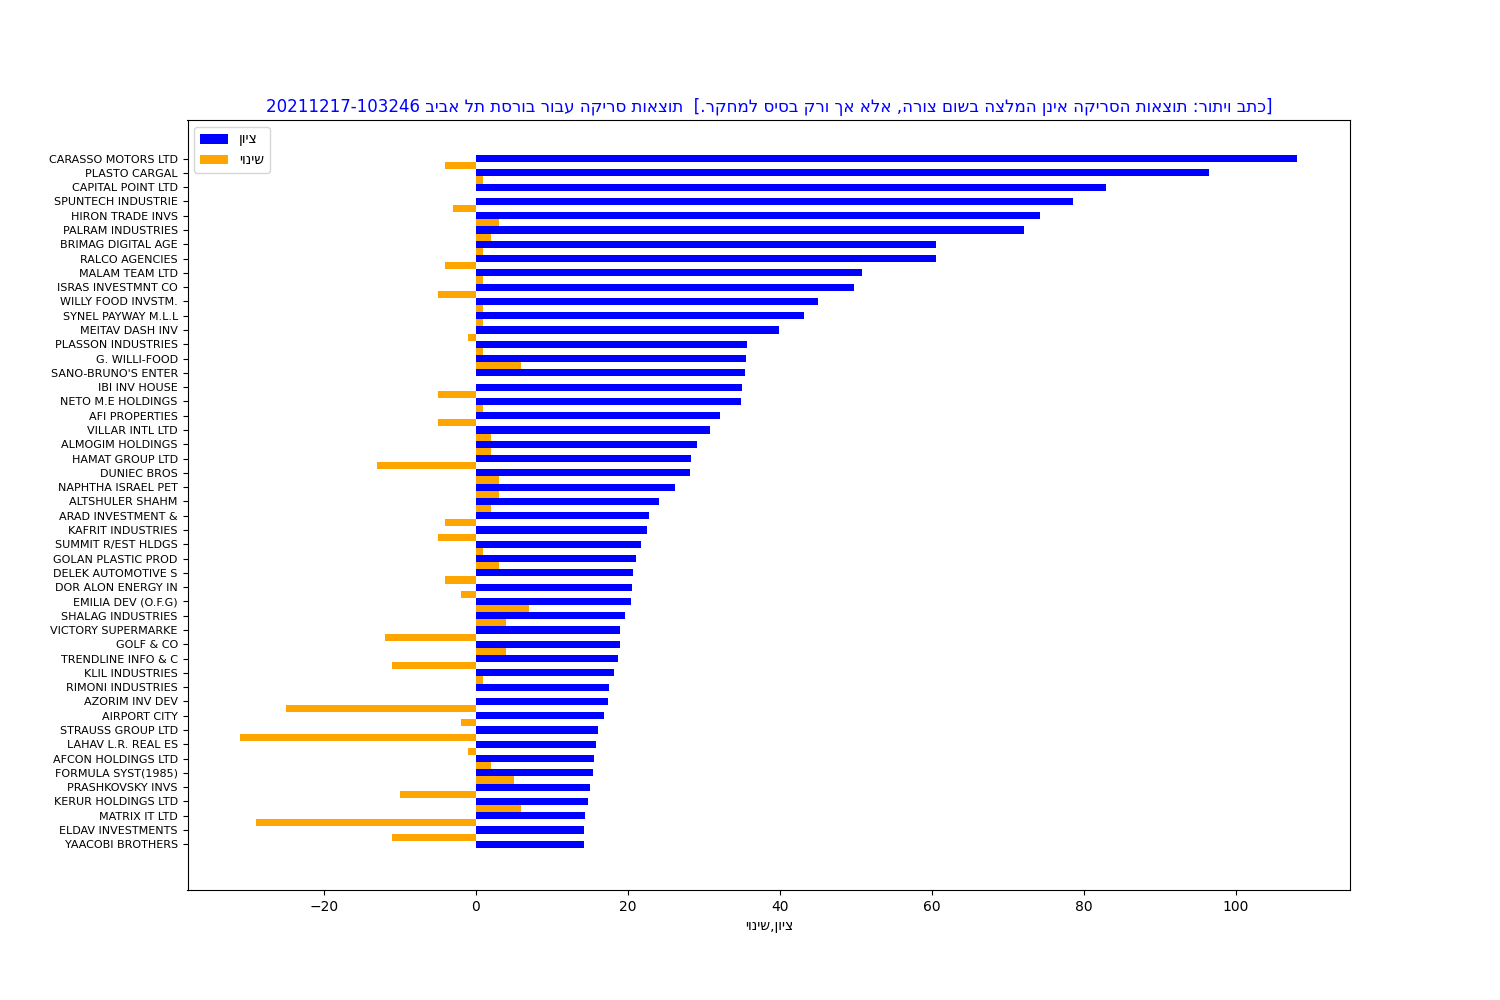 [כתב ויתור: תוצאות הסריקה אינן המלצה בשום צורה, אלא אך ורק בסיס למחקר.] תוצאות סריקה עבור בורסת תל אביב 20211217-103246
ציון
שינוי
CARASSO MOTORS LTD
PLASTO CARGAL
CAPITAL POINT LTD
SPUNTECH INDUSTRIE
HIRON TRADE INVS
PALRAM INDUSTRIES
BRIMAG DIGITAL AGE
RALCO AGENCIES
MALAM TEAM LTD
ISRAS INVESTMNT CO
WILLY FOOD INVSTM.
SYNEL PAYWAY M.L.L
MEITAV DASH INV
PLASSON INDUSTRIES
G. WILLI-FOOD
SANO-BRUNO'S ENTER
IBI INV HOUSE
NETO M.E HOLDINGS
AFI PROPERTIES
VILLAR INTL LTD
ALMOGIM HOLDINGS
HAMAT GROUP LTD
DUNIEC BROS
NAPHTHA ISRAEL PET
ALTSHULER SHAHM
ARAD INVESTMENT &
KAFRIT INDUSTRIES
SUMMIT R/EST HLDGS
GOLAN PLASTIC PROD
DELEK AUTOMOTIVE S
DOR ALON ENERGY IN
EMILIA DEV (O.F.G)
SHALAG INDUSTRIES
VICTORY SUPERMARKE
GOLF & CO
TRENDLINE INFO & C
KLIL INDUSTRIES
RIMONI INDUSTRIES
AZORIM INV DEV
AIRPORT CITY
STRAUSS GROUP LTD
LAHAV L.R. REAL ES
AFCON HOLDINGS LTD
FORMULA SYST(1985)
PRASHKOVSKY INVS
KERUR HOLDINGS LTD
MATRIX IT LTD
ELDAV INVESTMENTS
YAACOBI BROTHERS
−20 0 20 40 60 80 100
ציון,שינוי